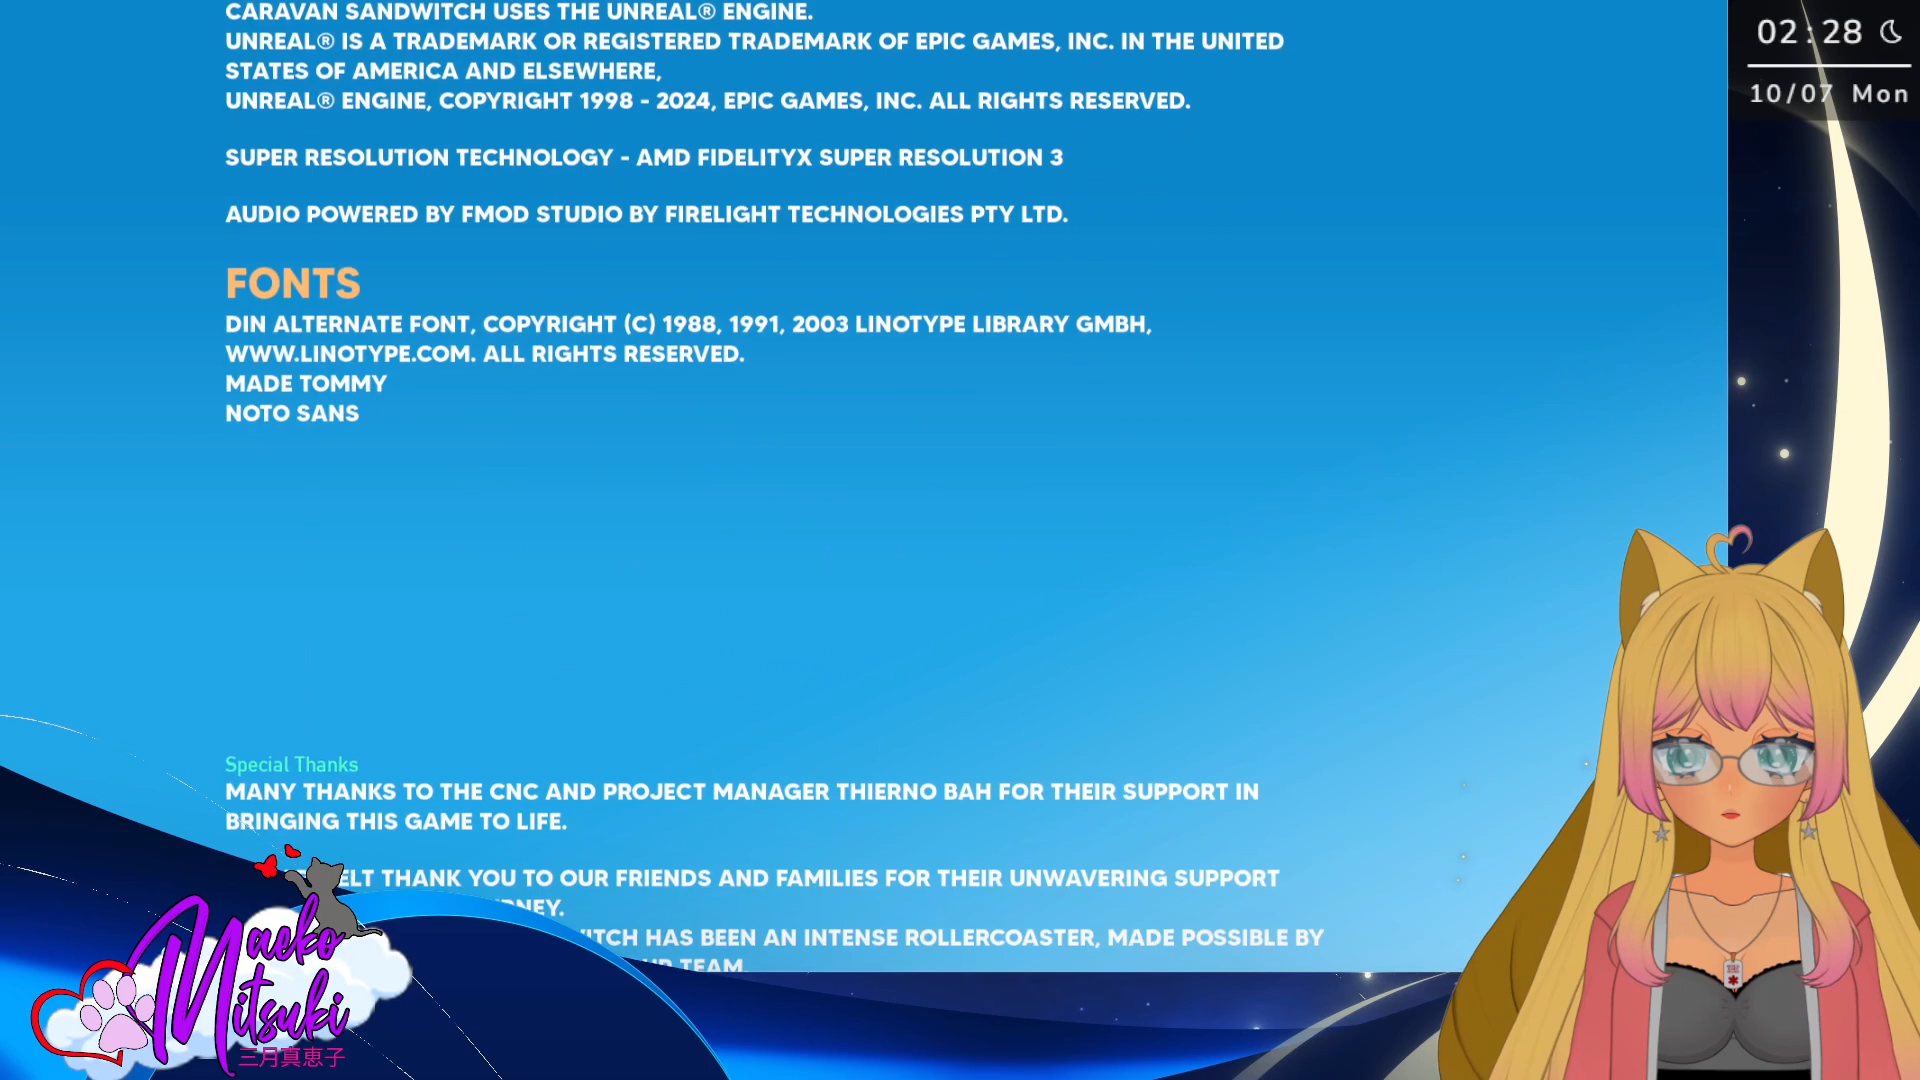 CARAVAN SANDWITCH USES THE UNREAL® ENGINE.
UNREAL® IS A TRADEMARK OR REGISTERED TRADEMARK OF EPIC GAMES, INC. IN THE UNITED
STATES OF AMERICA AND ELSEWHERE,
UNREAL® ENGINE, COPYRIGHT 1998 - 2024, EPIC GAMES, INC. ALL RIGHTS RESERVED.
SUPER RESOLUTION TECHNOLOGY - AMD FIDELITYX SUPER RESOLUTION 3
AUDIO POWERED BY FMOD STUDIO BY FIRELIGHT TECHNOLOGIES PTY LTD.
FONTS
DIN ALTERNATE FONT, COPYRIGHT (C) 1988, 1991, 2003 LINOTYPE LIBRARY GMBH,
WWW.LINOTYPE.COM. ALL RIGHTS RESERVED.
MADE TOMMY
NOTO SANS
Special Thanks
MANY THANKS TO THE CNC AND PROJECT MANAGER THIERNO BAH FOR THEIR SUPPORT IN
BRINGING THIS GAME TO LIFE.
THANK YOU TO OUR FRIENDS AND FAMILIES FOR THEIR UNWAVERING SUPPORT
HAS BEEN AN INTENSE ROLLERCOASTER, MADE POSSIBLE BY
TEAM
02:28
10/07 Mon
Maeko
Mitsuki
三月真恵子